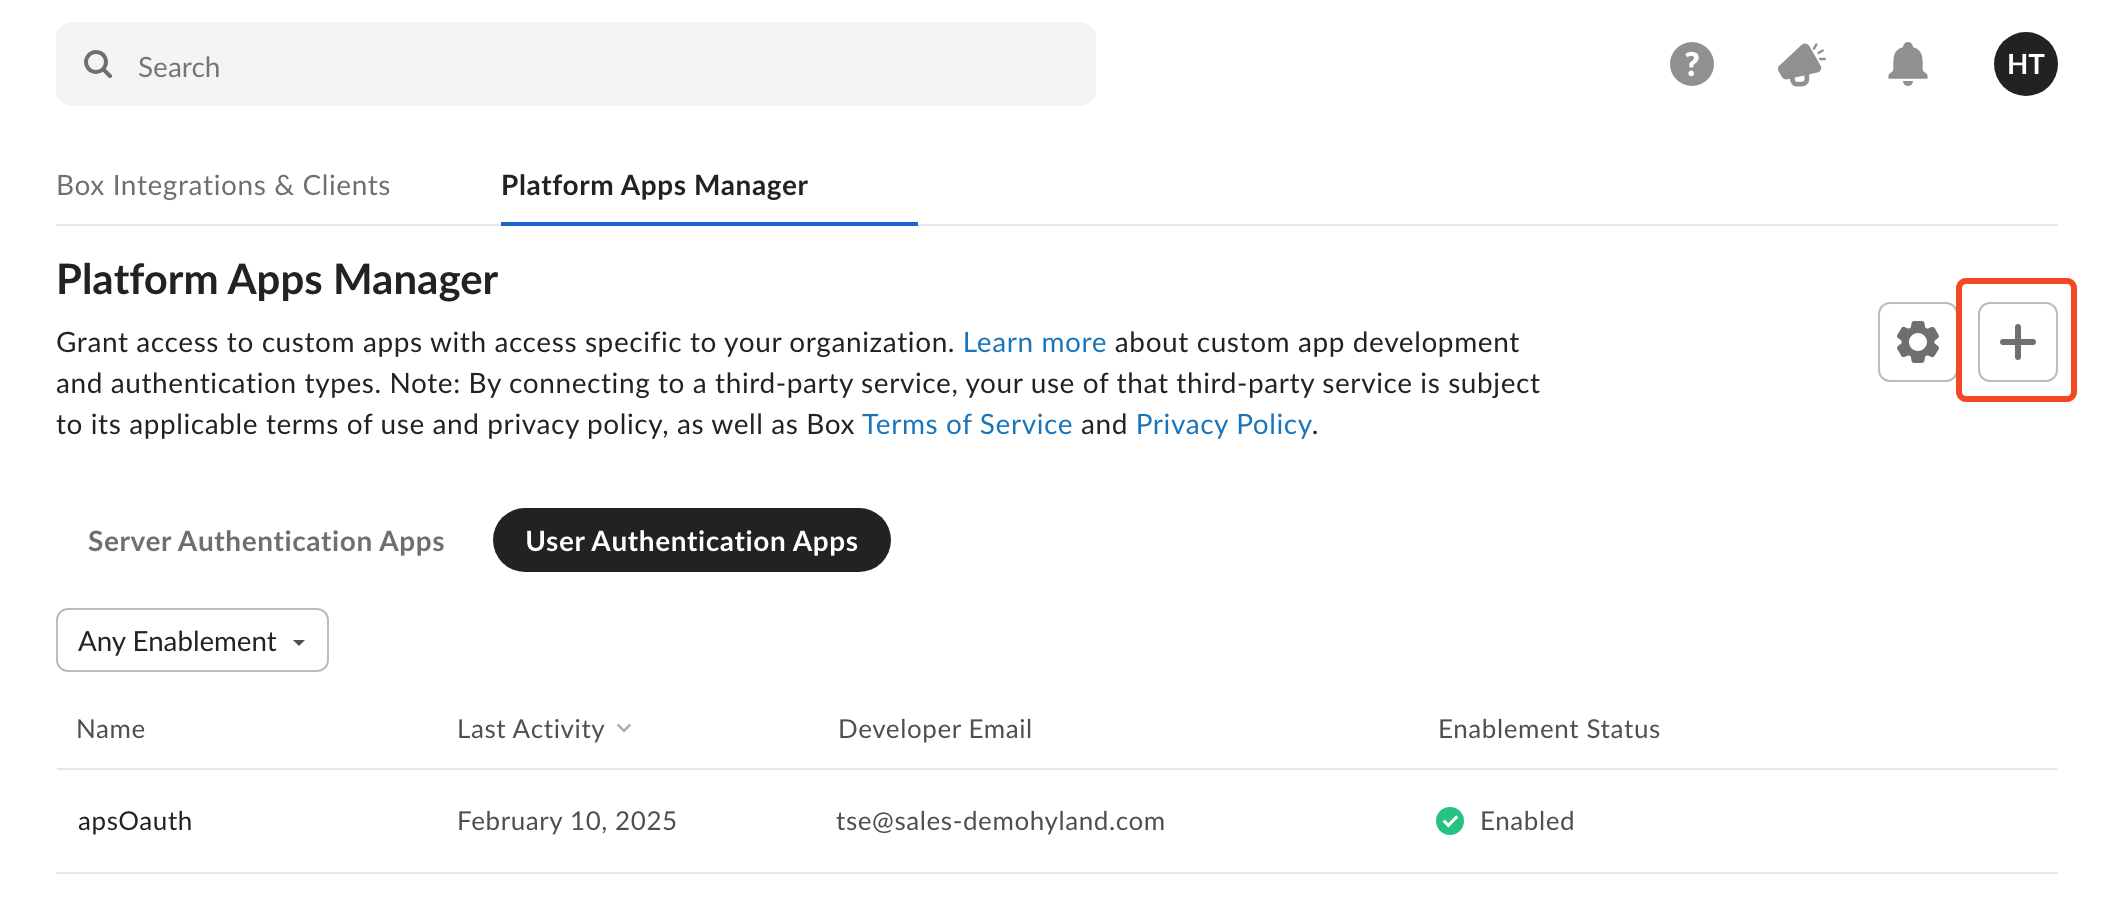 Search
?
HT
Box Integrations & Clients Platform Apps Manager
Platform Apps Manager
Grant access to custom apps with access specific to your organization. Learn more about custom app development
and authentication types. Note: By connecting to a third-party service, your use of that third-party service is subject
to its applicable terms of use and privacy policy, as well as Box Terms of Service and Privacy Policy.
Server Authentication Apps User Authentication Apps
Any Enablement
Name Last Activity Developer Email Enablement Status
apsOauth February 10, 2025 tse@sales-demohyland.com Enabled